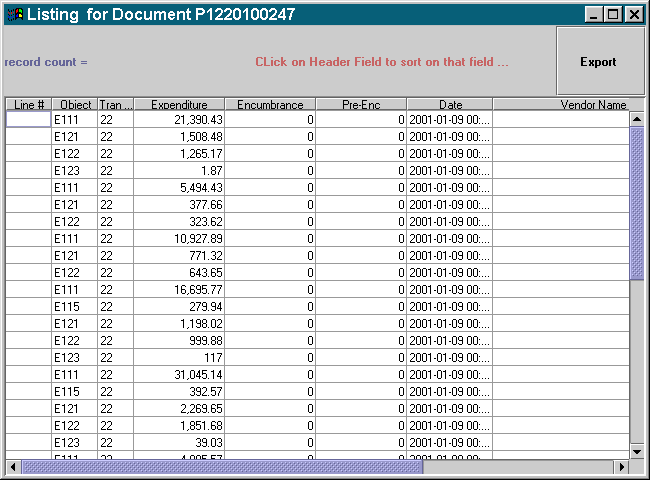 Listing for Document P1220100247
record count = CLick on Header Field to sort on that field ... Export
Line # Object Tran ... Expenditure Encumbrance Pre-Enc Date Vendor Name
E111 22 21,390.43 0 0 2001-01-09 00:...
E121 22 1,508.48 0 0 2001-01-09 00:...
E122 22 1,265.17 0 0 2001-01-09 00:...
E123 22 1.87 0 0 2001-01-09 00:...
E111 22 5,494.43 0 0 2001-01-09 00:...
E121 22 377.66 0 0 2001-01-09 00:...
E122 22 323.62 0 0 2001-01-09 00:...
E111 22 10,927.89 0 0 2001-01-09 00:...
E121 22 771.32 0 0 2001-01-09 00:...
E122 22 643.65 0 0 2001-01-09 00:...
E111 22 16,695.77 0 0 2001-01-09 00:...
E115 22 279.94 0 0 2001-01-09 00:...
E121 22 1,198.02 0 0 2001-01-09 00:...
E122 22 999.88 0 0 2001-01-09 00:...
E123 22 117 0 0 2001-01-09 00:...
E111 22 31,045.14 0 0 2001-01-09 00:...
E115 22 392.57 0 0 2001-01-09 00:...
E121 22 2,269.65 0 0 2001-01-09 00:...
E122 22 1,851.68 0 0 2001-01-09 00:...
E123 22 39.03 0 0 2001-01-09 00:...
E111 22 0 0 2001-01-09 00:...